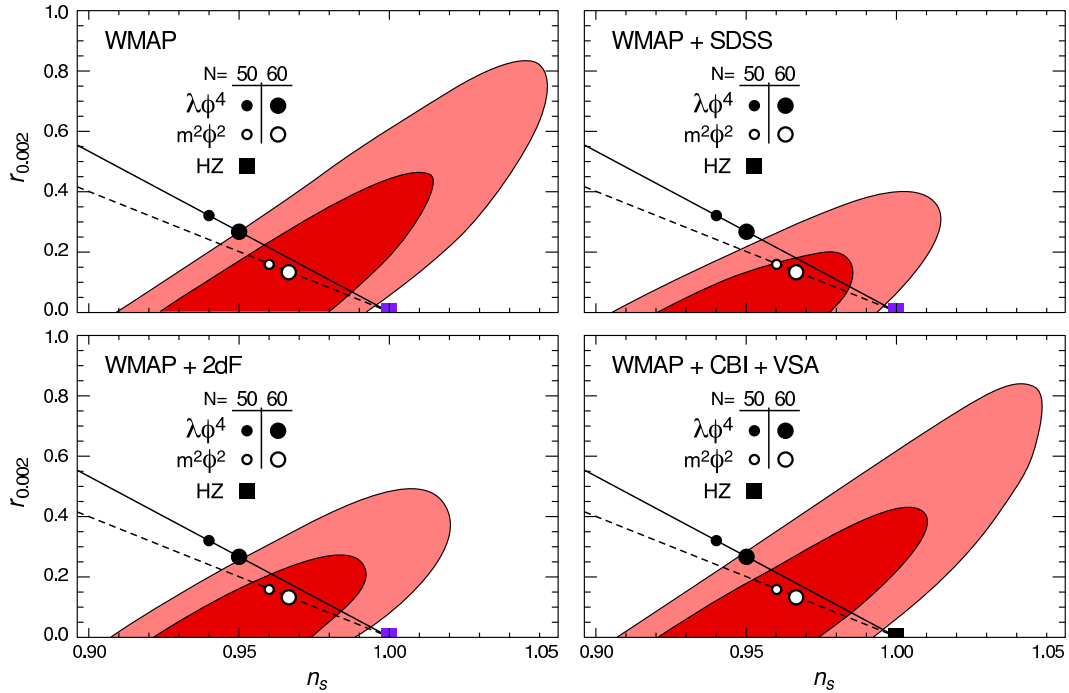 WMAP
N= 50 60
λϕ⁴
m²ϕ²
HZ
r0.002
1.0
0.8
0.6
0.4
0.2
0.0
WMAP + SDSS
N= 50 60
λϕ⁴
m²ϕ²
HZ
WMAP + 2dF
N= 50 60
λϕ⁴
m²ϕ²
HZ
r0.002
1.0
0.8
0.6
0.4
0.2
0.0
0.90 0.95 1.00 1.05
ns
WMAP + CBI + VSA
N= 50 60
λϕ⁴
m²ϕ²
HZ
0.90 0.95 1.00 1.05
ns